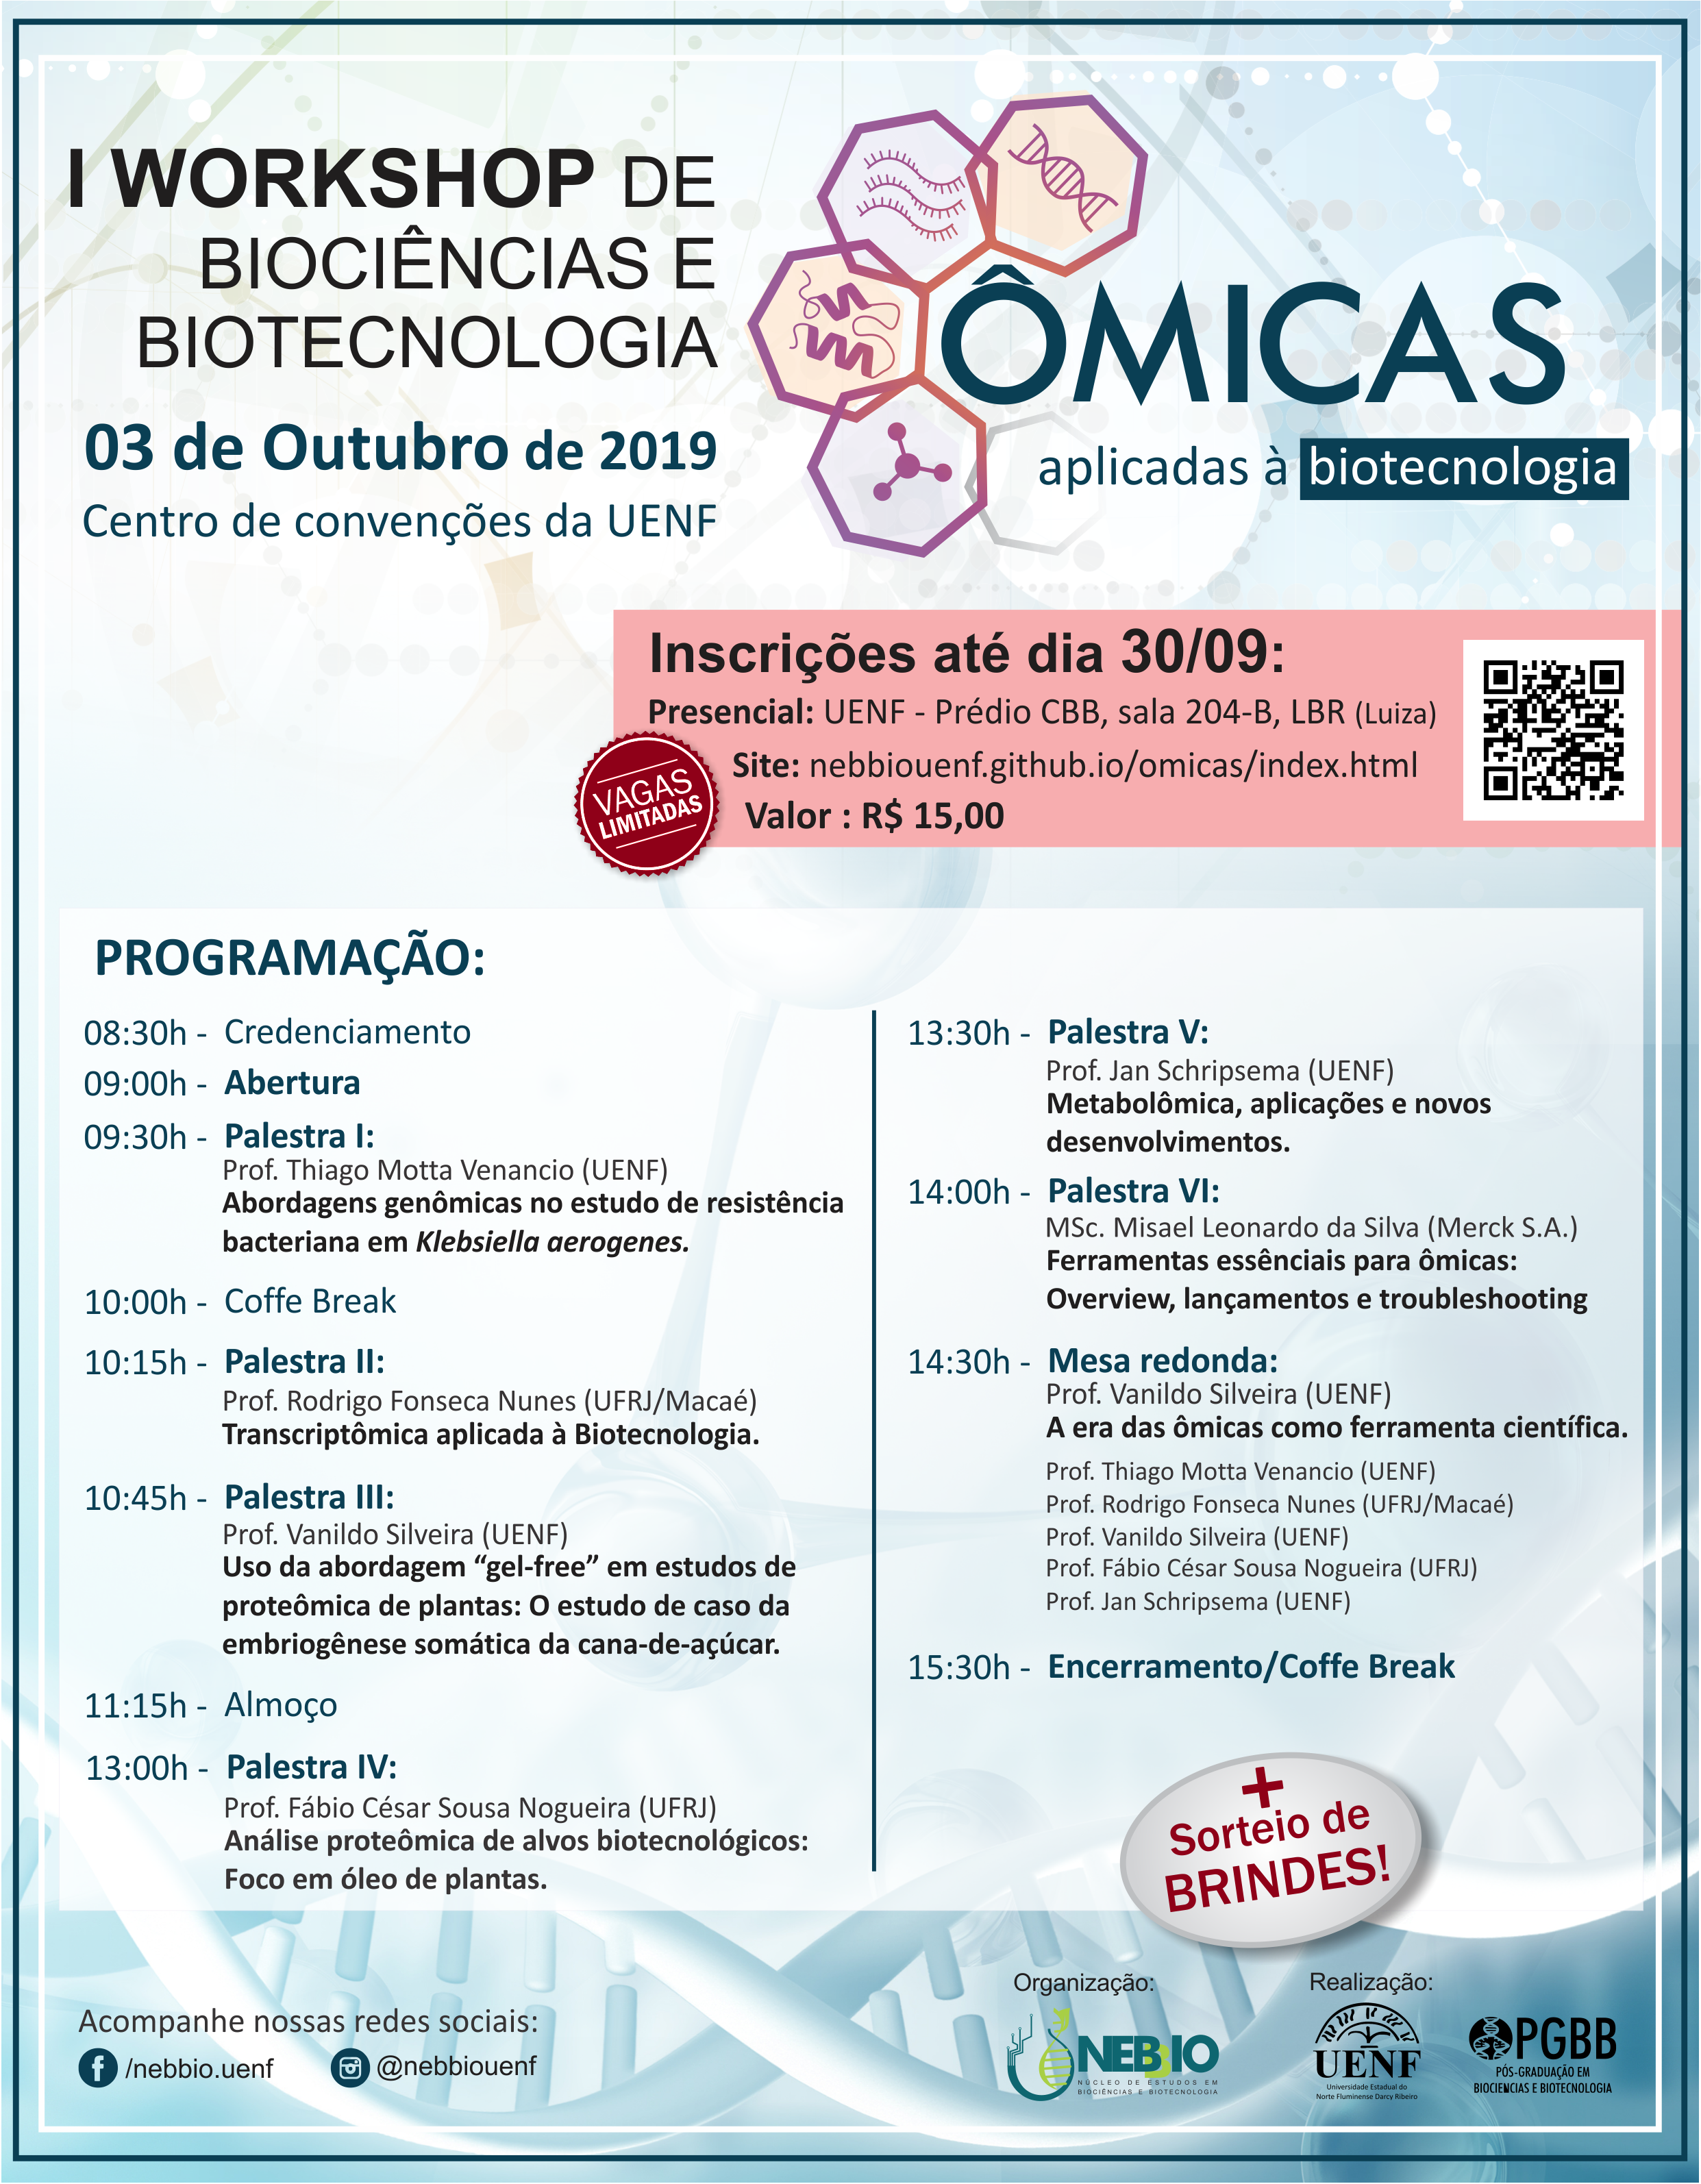 I WORKSHOP DE
BIOCIÊNCIAS E
BIOTECNOLOGIA
03 de Outubro de 2019
Centro de convenções da UENF
ÔMICAS
aplicadas à biotecnologia
Inscrições até dia 30/09:
Presencial: UENF - Prédio CBB, sala 204-B, LBR (Luiza)
Site: nebbiouenf.github.io/omicas/index.html
Valor : R$ 15,00
VAGAS
LIMITADAS
PROGRAMAÇÃO:
08:30h - Credenciamento
09:00h - Abertura
09:30h - Palestra I:
Prof. Thiago Motta Venancio (UENF)
Abordagens genômicas no estudo de resistência
bacteriana em Klebsiella aerogenes.
10:00h - Coffe Break
10:15h - Palestra II:
Prof. Rodrigo Fonseca Nunes (UFRJ/Macaé)
Transcriptômica aplicada à Biotecnologia.
10:45h - Palestra III:
Prof. Vanildo Silveira (UENF)
Uso da abordagem “gel-free” em estudos de
proteômica de plantas: O estudo de caso da
embriogênese somática da cana-de-açúcar.
11:15h - Almoço
13:00h - Palestra IV:
Prof. Fábio César Sousa Nogueira (UFRJ)
Análise proteômica de alvos biotecnológicos:
Foco em óleo de plantas.
13:30h - Palestra V:
Prof. Jan Schripsema (UENF)
Metabolômica, aplicações e novos
desenvolvimentos.
14:00h - Palestra VI:
MSc. Misael Leonardo da Silva (Merck S.A.)
Ferramentas essênciais para ômicas:
Overview, lançamentos e troubleshooting
14:30h - Mesa redonda:
Prof. Vanildo Silveira (UENF)
A era das ômicas como ferramenta científica.
Prof. Thiago Motta Venancio (UENF)
Prof. Rodrigo Fonseca Nunes (UFRJ/Macaé)
Prof. Vanildo Silveira (UENF)
Prof. Fábio César Sousa Nogueira (UFRJ)
Prof. Jan Schripsema (UENF)
15:30h - Encerramento/Coffe Break
+
Sorteio de
BRINDES!
Acompanhe nossas redes sociais:
/nebbio.uenf @nebbiouenf
Organização:
NEBBIO
NÚCLEO DE ESTUDOS EM
BIOCIÊNCIAS E BIOTECNOLOGIA
Realização:
UENF
Universidade Estadual do
Norte Fluminense Darcy Ribeiro
PGBB
PÓS-GRADUAÇÃO EM
BIOCIENCIAS E BIOTECNOLOGIA